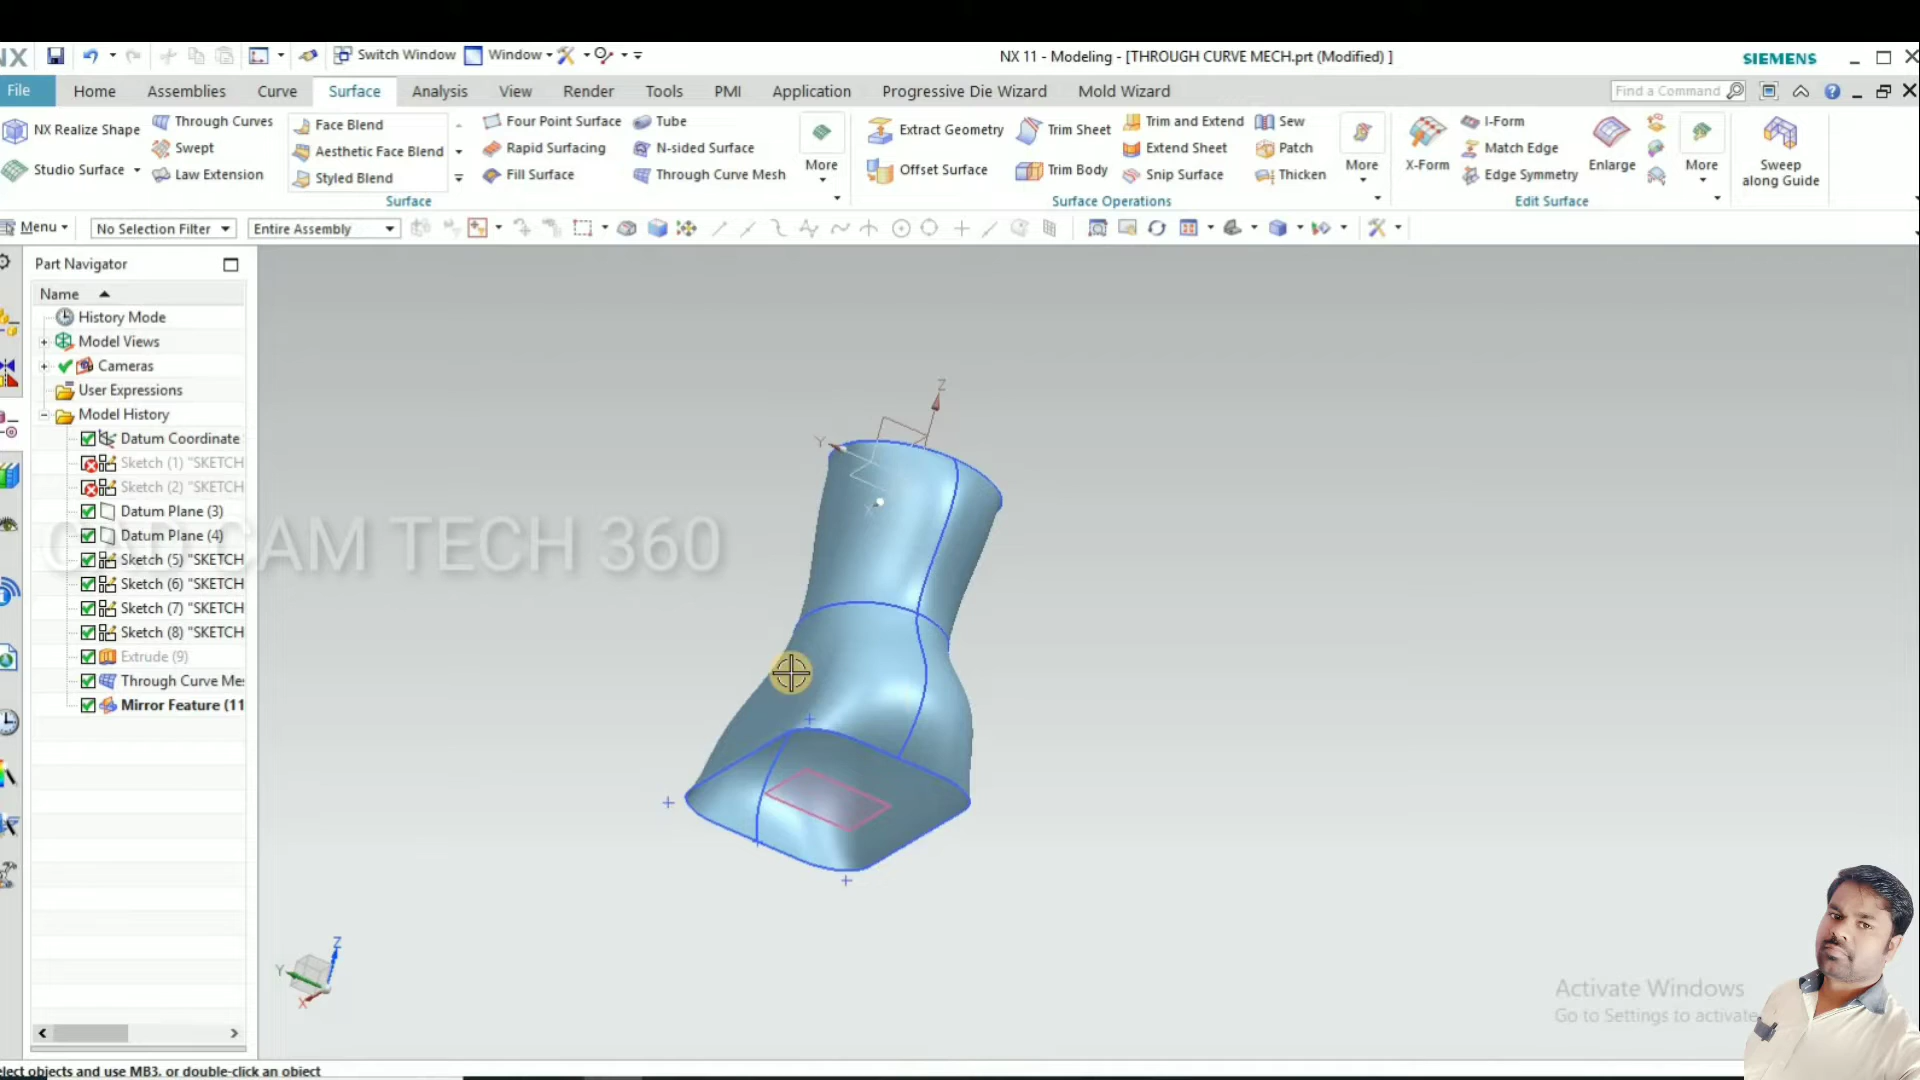 NX Switch Window Window NX 11 - Modeling - [THROUGH CURVE MECH.prt (Modified) ] SIEMENS
File Home Assemblies Curve Surface Analysis View Render Tools PMI Application Progressive Die Wizard Mold Wizard Find a Command
NX Realize Shape
Studio Surface
Through Curves
Swept
Law Extension
Face Blend
Aesthetic Face Blend
Styled Blend
Four Point Surface
Rapid Surfacing
Fill Surface
Tube
N-sided Surface
Through Curve Mesh
More
Surface
Extract Geometry
Offset Surface
Trim Sheet
Trim Body
Trim and Extend
Extend Sheet
Snip Surface
Sew
Patch
Thicken
More
Surface Operations
X-Form
I-Form
Match Edge
Edge Symmetry
Enlarge
More
Edit Surface
Sweep
along Guide
Menu No Selection Filter Entire Assembly
Part Navigator
Name
History Mode
Model Views
Cameras
User Expressions
Model History
Datum Coordinate
Sketch (1) "SKETCH
Sketch (2) "SKETCH
Datum Plane (3)
Datum Plane (4)
Sketch (5) "SKETCH
Sketch (6) "SKETCH
Sketch (7) "SKETCH
Sketch (8) "SKETCH
Extrude (9)
Through Curve Me
Mirror Feature (11
CAD CAM TECH 360
Z
Y
X
Z
Y
X
Activate Windows
Go to Settings to activate
elect objects and use MB3, or double-click an object